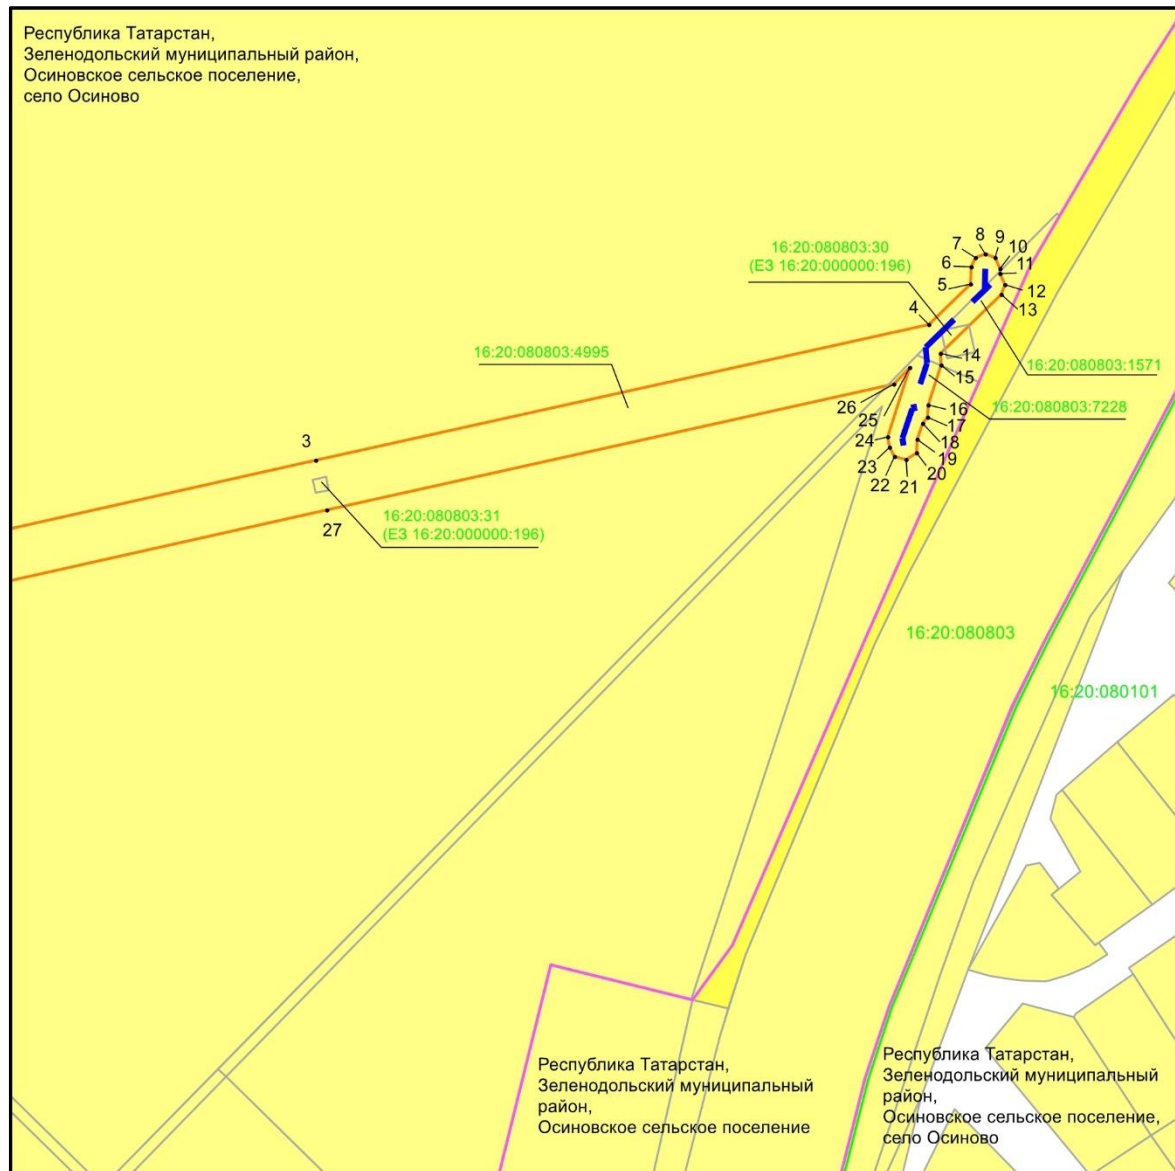 Республика Татарстан,
Зеленодольский муниципальный район,
Осиновское сельское поселение,
село Осиново
16:20:080803:30
(ЕЗ 16:20:000000:196)
8
9
7
10
6
11
5
12
13
4
16:20:080803:4995
14
16:20:080803:1571
15
26
16:20:080803:7228
25
16
17
24
18
3
23
19
22
21
20
16:20:080803:31
(ЕЗ 16:20:000000:196)
27
16:20:080803
16:20:080101
Республика Татарстан,
Зеленодольский муниципальный
район,
Осиновское сельское поселение
Республика Татарстан,
Зеленодольский муниципальный
район,
Осиновское сельское поселение,
село Осиново